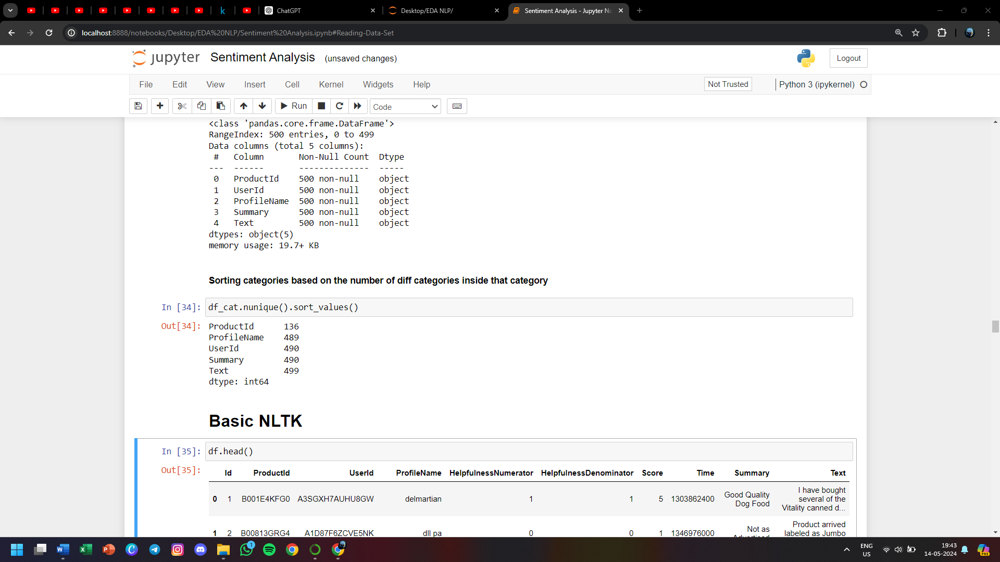 ChatGPT
Desktop/EDA NLP/
Sentiment Analysis - Jupyter No
localhost:8888/notebooks/Desktop/EDA%20NLP/Sentiment%20Analysis.ipynb#Reading-Data-Set
jupyter Sentiment Analysis (unsaved changes)
Logout
File Edit View Insert Cell Kernel Widgets Help
Not Trusted
Python 3 (ipykernel)
Run
Code
<class 'pandas.core.frame.DataFrame'>
RangeIndex: 500 entries, 0 to 499
Data columns (total 5 columns):
# Column Non-Null Count Dtype
--- ------ -------------- -----
0 ProductId 500 non-null object
1 UserId 500 non-null object
2 ProfileName 500 non-null object
3 Summary 500 non-null object
4 Text 500 non-null object
dtypes: object(5)
memory usage: 19.7+ KB
Sorting categories based on the number of diff categories inside that category
In [34]: df_cat.nunique().sort_values()
Out[34]: ProductId 136
ProfileName 489
UserId 490
Summary 490
Text 499
dtype: int64
Basic NLTK
In [35]: df.head()
Out[35]:
Id ProductId UserId ProfileName HelpfulnessNumerator HelpfulnessDenominator Score Time Summary Text
0 1 B001E4KFG0 A3SGXH7AUHU8GW delmartian 1 1 5 1303862400 Good Quality Dog Food I have bought several of the Vitality canned d...
1 2 B00813GRG4 A1D87F6ZCVE5NK dll pa 0 0 1 1346976000 Not as Advertised Product arrived labeled as Jumbo
1
ENG
US
19:43
14-05-2024
PRE